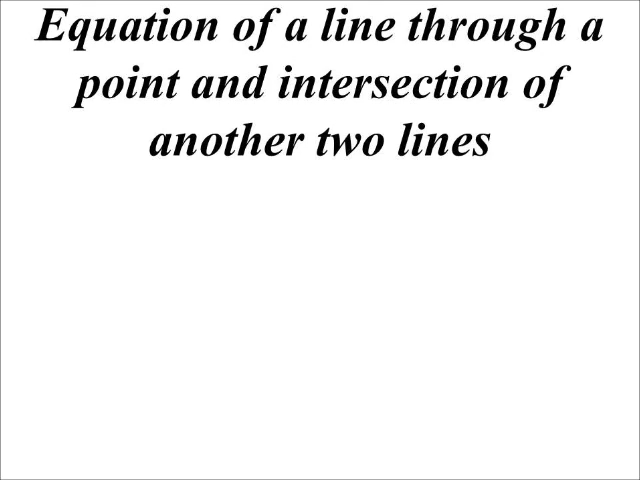 Equation of a line through a
point and intersection of
another two lines